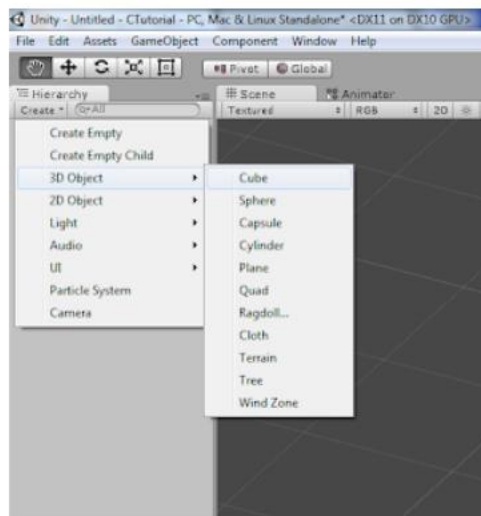 Unity - Untitled - CTutorial - PC, Mac & Linux Standalone* <DX11 on DX10 GPU>
File Edit Assets GameObject Component Window Help
Pivot Global
Hierarchy
Scene Animator
Create All
Textured RGB 2D
Create Empty
Create Empty Child
3D Object
2D Object
Light
Audio
UI
Particle System
Camera
Cube
Sphere
Capsule
Cylinder
Plane
Quad
Ragdoll...
Cloth
Terrain
Tree
Wind Zone